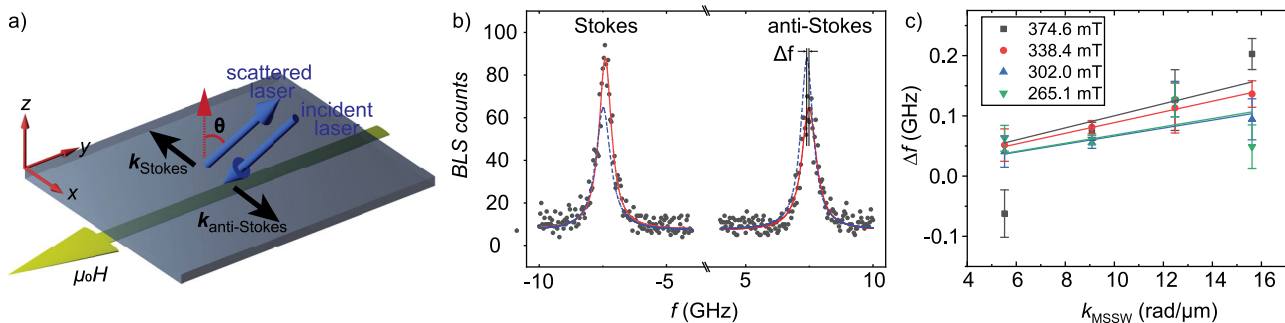 a)
z
y
x
scattered
laser
incident
laser
θ
kStokes
kanti-Stokes
μ₀H
b)
Stokes
anti-Stokes
Δf
BLS counts
100
80
60
40
20
0
-10
-5
5
10
f (GHz)
c)
374.6 mT
338.4 mT
302.0 mT
265.1 mT
Δf (GHz)
0.2
0.1
0.0
-0.1
4
6
8
10
12
14
16
kMSSW (rad/μm)